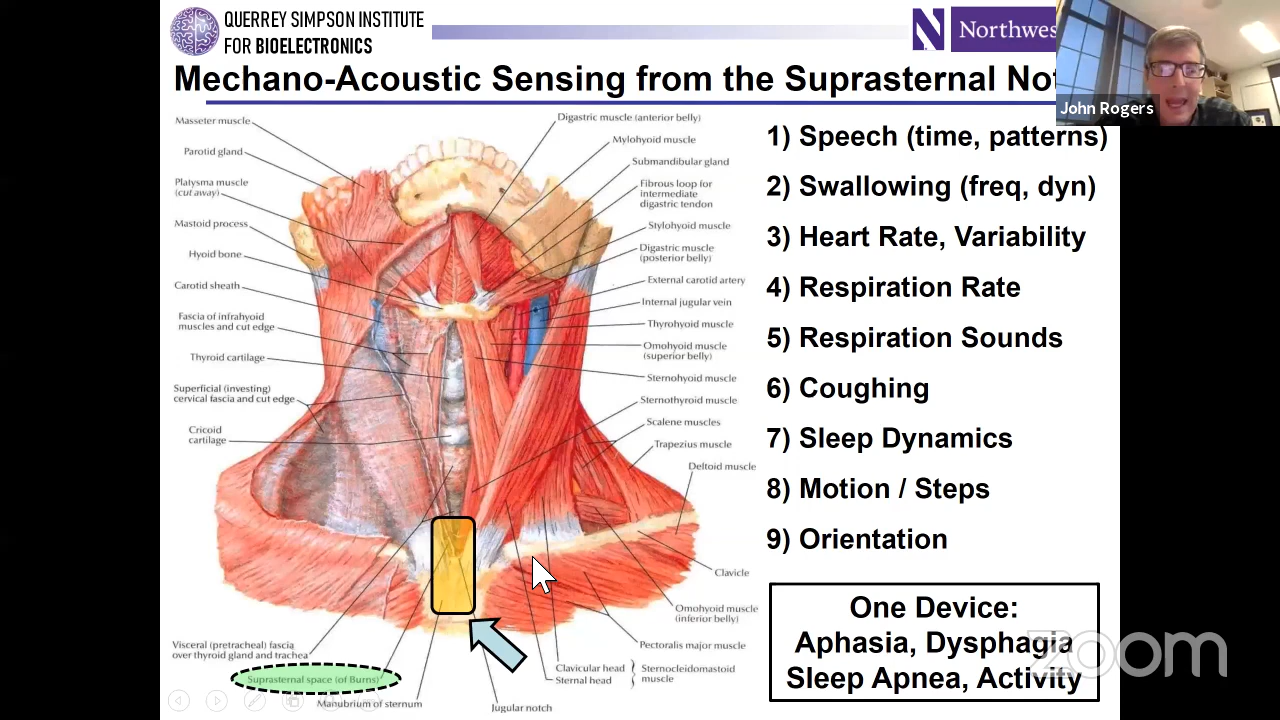 QUERREY SIMPSON INSTITUTE
FOR BIOELECTRONICS
N
Northwes
Mechano-Acoustic Sensing from the Suprasternal Not
John Rogers
Masseter muscle
Parotid gland
Platysma muscle
(cut away)
Mastoid process
Hyoid bone
Carotid sheath
Fascia of infrahyoid
muscles and cut edge
Thyroid cartilage
Superficial (investing)
cervical fascia and cut edge
Cricoid
cartilage
Visceral (pretracheal) fascia
over thyroid gland and trachea
Suprasternal space (of Burns)
Manubrium of sternum
Digastric muscle (anterior belly)
Mylohyoid muscle
Submandibular gland
Fibrous loop for
intermediate
digastric tendon
Stylohyoid muscle
Digastric muscle
(posterior belly)
External carotid artery
Internal jugular vein
Thyrohyoid muscle
Omohyoid muscle
(superior belly)
Sternohyoid muscle
Sternothyroid muscle
Scalene muscles
Trapezius muscle
Deltoid muscle
Clavicle
Omohyoid muscle
(inferior belly)
Pectoralis major muscle
Clavicular head
Sternal head
Sternocleidomastoid
muscle
Jugular notch
1) Speech (time, patterns)
2) Swallowing (freq, dyn)
3) Heart Rate, Variability
4) Respiration Rate
5) Respiration Sounds
6) Coughing
7) Sleep Dynamics
8) Motion / Steps
9) Orientation
One Device:
Aphasia, Dysphagia
Sleep Apnea, Activity
zoom